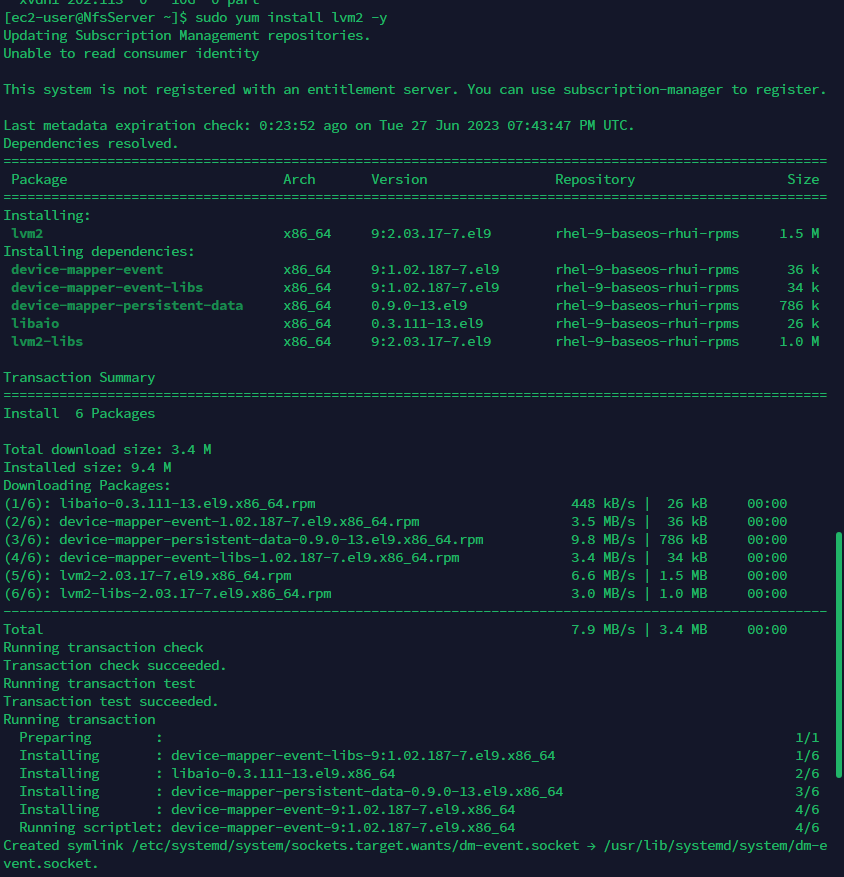 [ec2-user@NfsServer ~]$ sudo yum install lvm2 -y
Updating Subscription Management repositories.
Unable to read consumer identity
This system is not registered with an entitlement server. You can use subscription-manager to register.
Last metadata expiration check: 0:23:52 ago on Tue 27 Jun 2023 07:43:47 PM UTC.
Dependencies resolved.
Package Arch Version Repository Size
Installing:
lvm2 x86_64 9:2.03.17-7.el9 rhel-9-baseos-rhui-rpms 1.5 M
Installing dependencies:
device-mapper-event x86_64 9:1.02.187-7.el9 rhel-9-baseos-rhui-rpms 36 k
device-mapper-event-libs x86_64 9:1.02.187-7.el9 rhel-9-baseos-rhui-rpms 34 k
device-mapper-persistent-data x86_64 0.9.0-13.el9 rhel-9-baseos-rhui-rpms 786 k
libaio x86_64 0.3.111-13.el9 rhel-9-baseos-rhui-rpms 26 k
lvm2-libs x86_64 9:2.03.17-7.el9 rhel-9-baseos-rhui-rpms 1.0 M
Transaction Summary
Install  6 Packages
Total download size: 3.4 M
Installed size: 9.4 M
Downloading Packages:
(1/6): libaio-0.3.111-13.el9.x86_64.rpm 448 kB/s | 26 kB 00:00
(2/6): device-mapper-event-1.02.187-7.el9.x86_64.rpm 3.5 MB/s | 36 kB 00:00
(3/6): device-mapper-persistent-data-0.9.0-13.el9.x86_64.rpm 9.8 MB/s | 786 kB 00:00
(4/6): device-mapper-event-libs-1.02.187-7.el9.x86_64.rpm 3.4 MB/s | 34 kB 00:00
(5/6): lvm2-2.03.17-7.el9.x86_64.rpm 6.6 MB/s | 1.5 MB 00:00
(6/6): lvm2-libs-2.03.17-7.el9.x86_64.rpm 3.0 MB/s | 1.0 MB 00:00
Total 7.9 MB/s | 3.4 MB 00:00
Running transaction check
Transaction check succeeded.
Running transaction test
Transaction test succeeded.
Running transaction
Preparing : 1/1
Installing : device-mapper-event-libs-9:1.02.187-7.el9.x86_64 1/6
Installing : libaio-0.3.111-13.el9.x86_64 2/6
Installing : device-mapper-persistent-data-0.9.0-13.el9.x86_64 3/6
Installing : device-mapper-event-9:1.02.187-7.el9.x86_64 4/6
Running scriptlet: device-mapper-event-9:1.02.187-7.el9.x86_64 4/6
Created symlink /etc/systemd/system/sockets.target.wants/dm-event.socket → /usr/lib/systemd/system/dm-e
vent.socket.